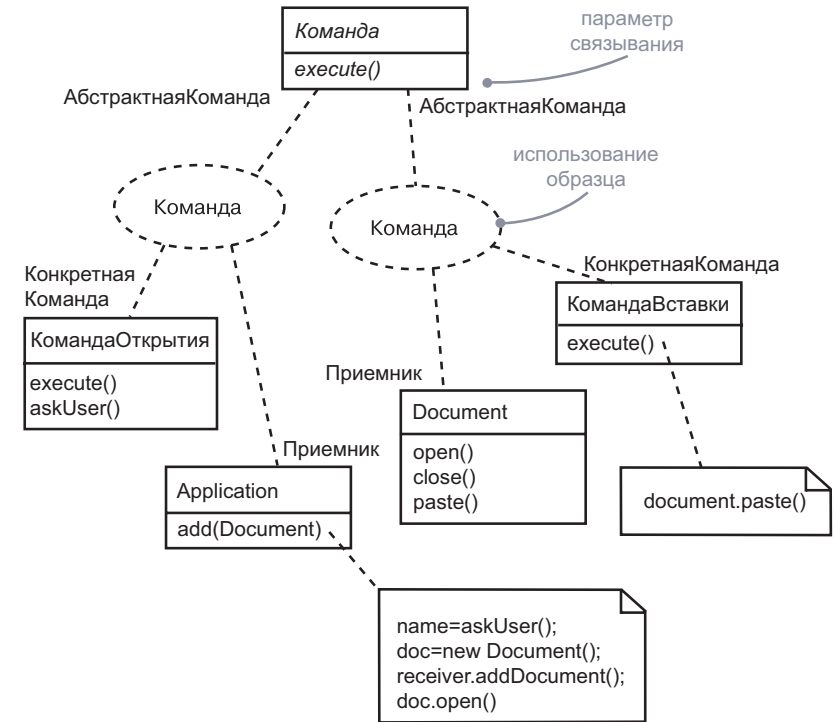 Команда
execute()
параметр
связывания
АбстрактнаяКоманда
АбстрактнаяКоманда
использование
образца
Команда
Команда
Конкретная
Команда
КонкретнаяКоманда
КомандаОткрытия
execute()
askUser()
КомандаВставки
execute()
Приемник
Document
open()
close()
paste()
Приемник
Application
add(Document)
document.paste()
name=askUser();
doc=new Document();
receiver.addDocument();
doc.open()